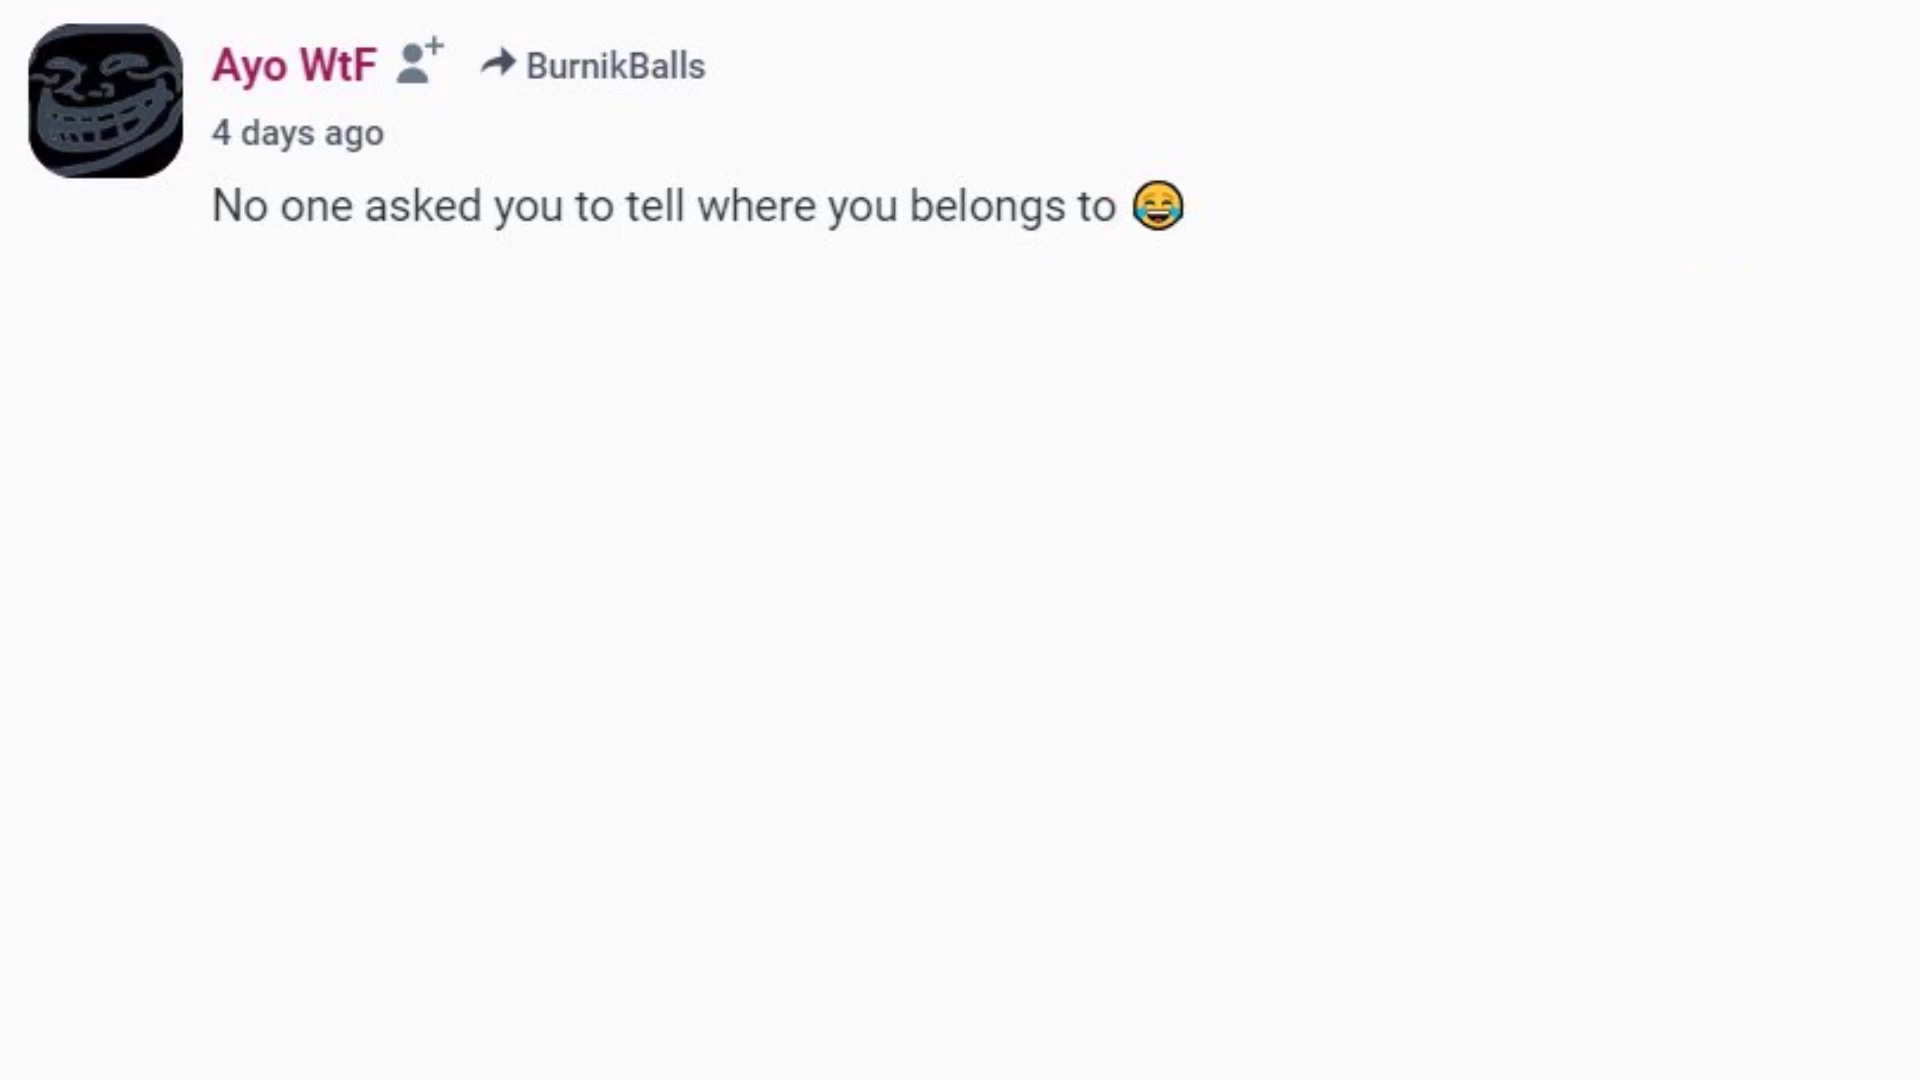 Ayo WtF BurnikBalls
4 days ago
No one asked you to tell where you belongs to 😂